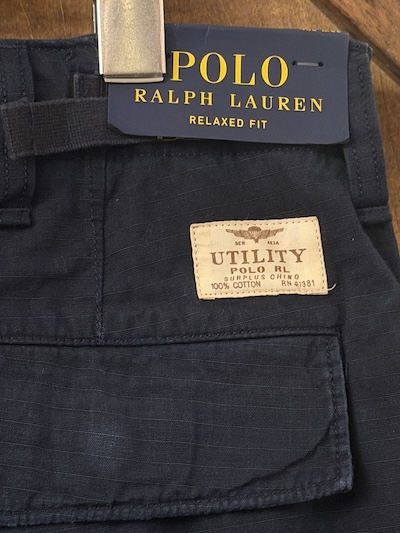 POLO
RALPH LAUREN
RELAXED FIT
UTILITY
POLO RL
SURPLUS CHINO
100% COTTON RN 41381